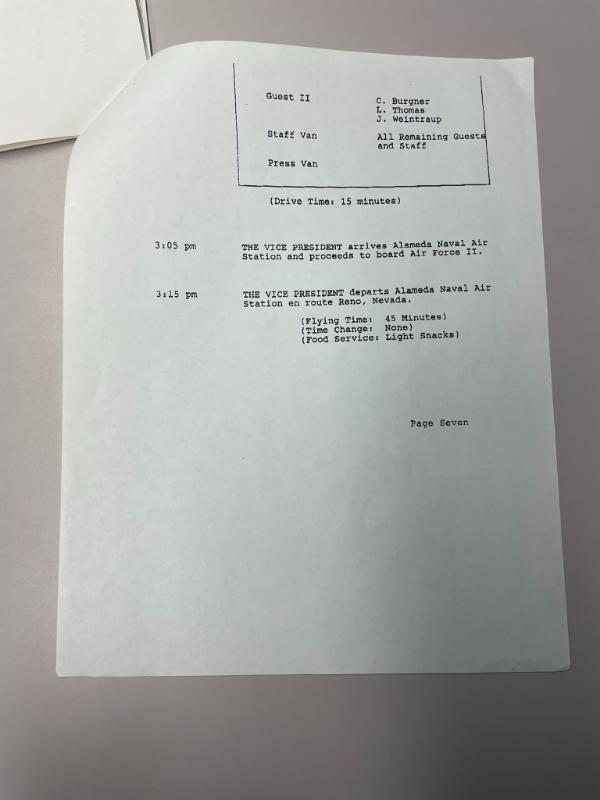 Guest II C. Burgner
L. Thomas
J. Weintraup
Staff Van All Remaining Guests
and Staff
Press Van
(Drive Time: 15 minutes)
3:05 pm THE VICE PRESIDENT arrives Alameda Naval Air
Station and proceeds to board Air Force II.
3:15 pm THE VICE PRESIDENT departs Alameda Naval Air
Station en route Reno, Nevada.
(Flying Time: 45 Minutes)
(Time Change: None)
(Food Service: Light Snacks)
Page Seven